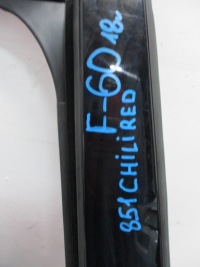 F-60 18-
851 CHILI RED